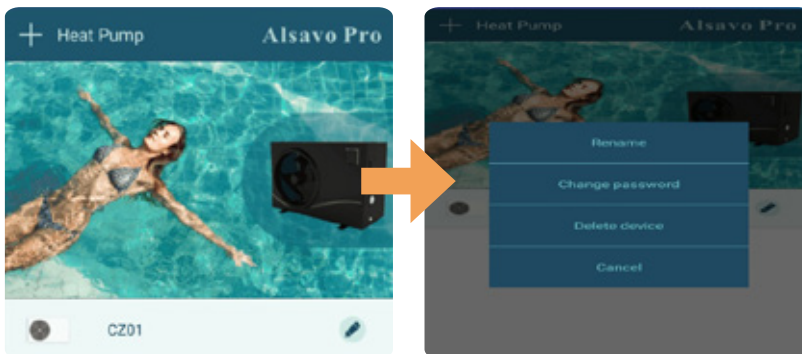 Heat Pump Alsavo Pro
CZ01
Heat Pump Alsavo Pro
Rename
Change password
Delete device
Cancel